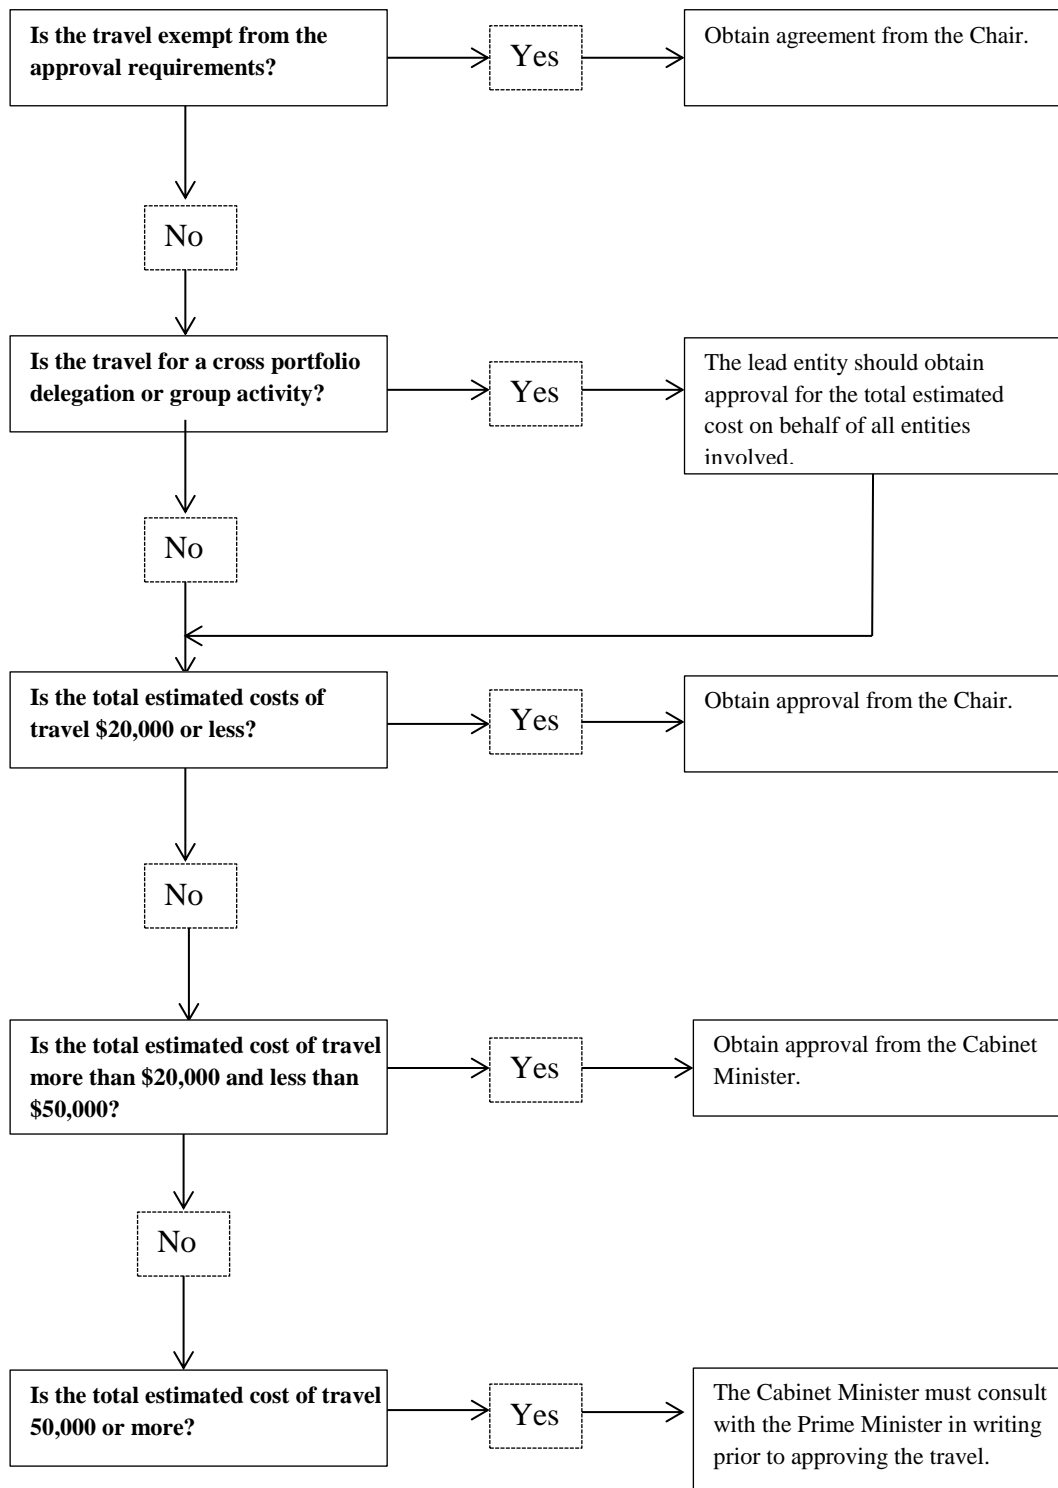 Is the travel exempt from the
approval requirements?
Yes
Obtain agreement from the Chair.
No
Is the travel for a cross portfolio
delegation or group activity?
Yes
The lead entity should obtain
approval for the total estimated
cost on behalf of all entities
involved.
No
Is the total estimated costs of
travel $20,000 or less?
Yes
Obtain approval from the Chair.
No
Is the total estimated cost of travel
more than $20,000 and less than
$50,000?
Yes
Obtain approval from the Cabinet
Minister.
No
Is the total estimated cost of travel
50,000 or more?
Yes
The Cabinet Minister must consult
with the Prime Minister in writing
prior to approving the travel.